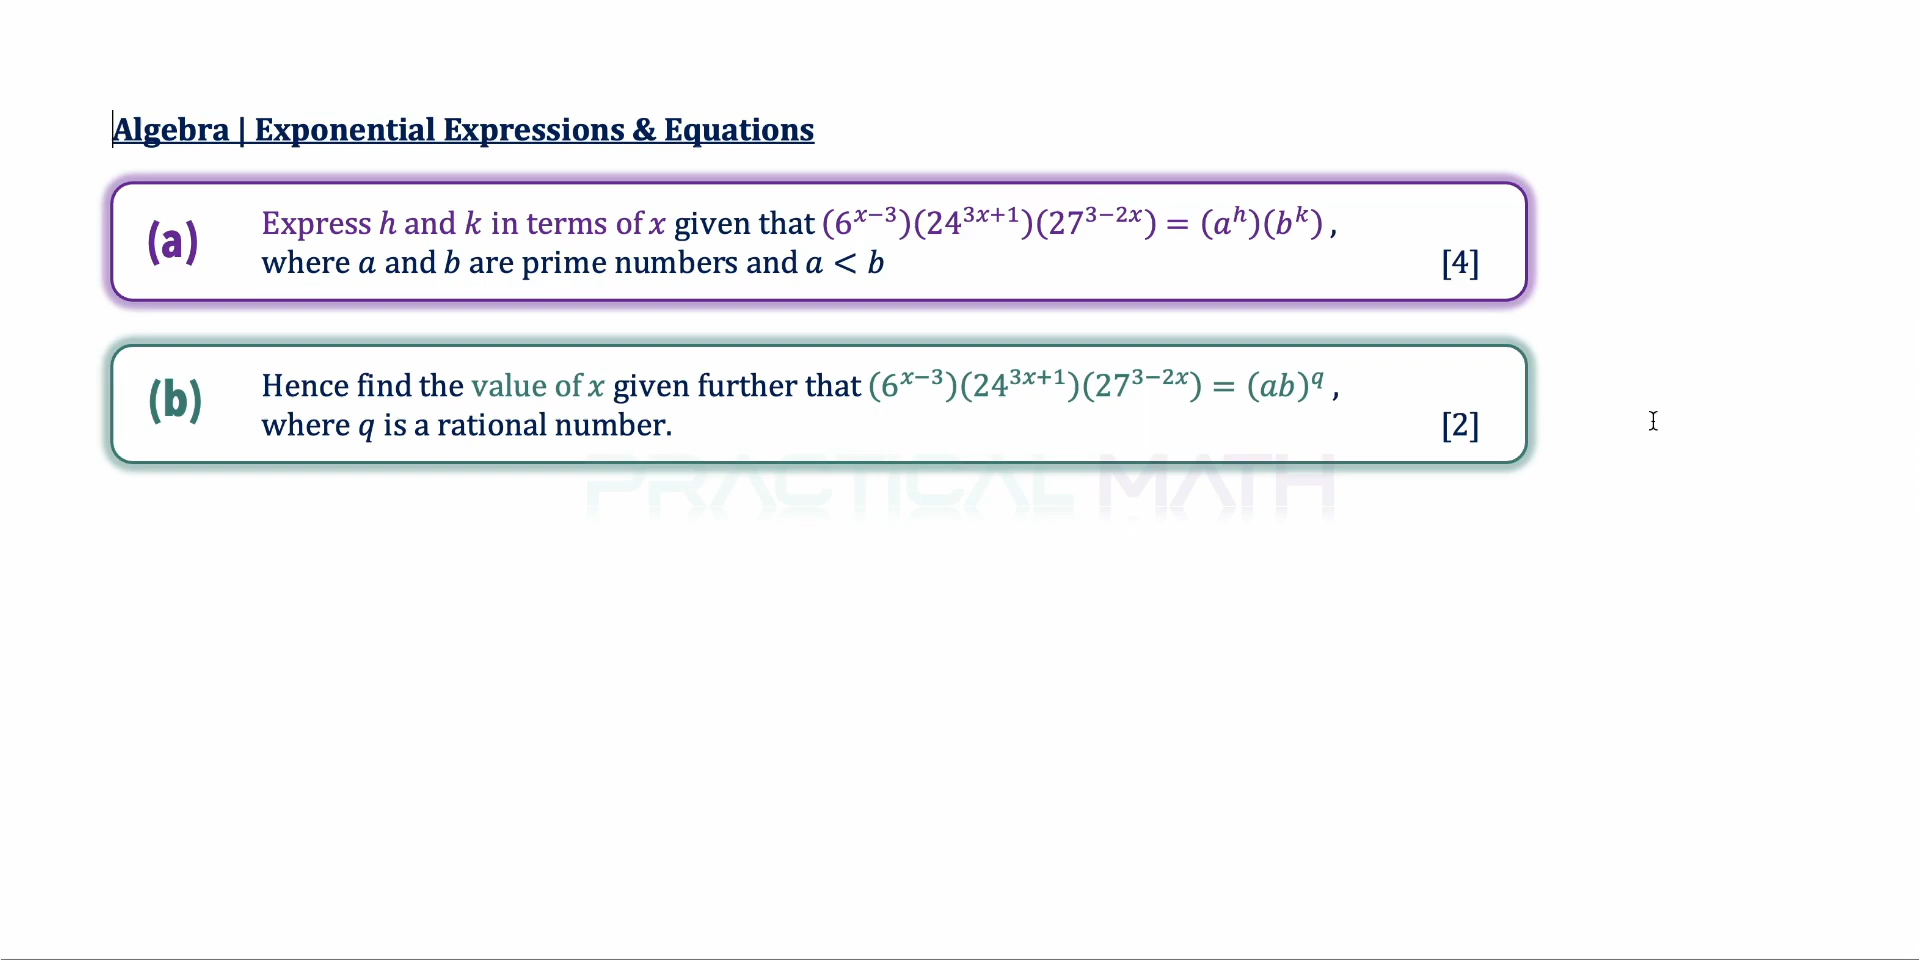 Algebra | Exponential Expressions & Equations
(a) Express h and k in terms of x given that (6^{x−3})(24^{3x+1})(27^{3−2x}) = (a^h)(b^k) ,
where a and b are prime numbers and a < b [4]
(b) Hence find the value of x given further that (6^{x−3})(24^{3x+1})(27^{3−2x}) = (ab)^q ,
where q is a rational number. [2]
PRACTICAL MATH